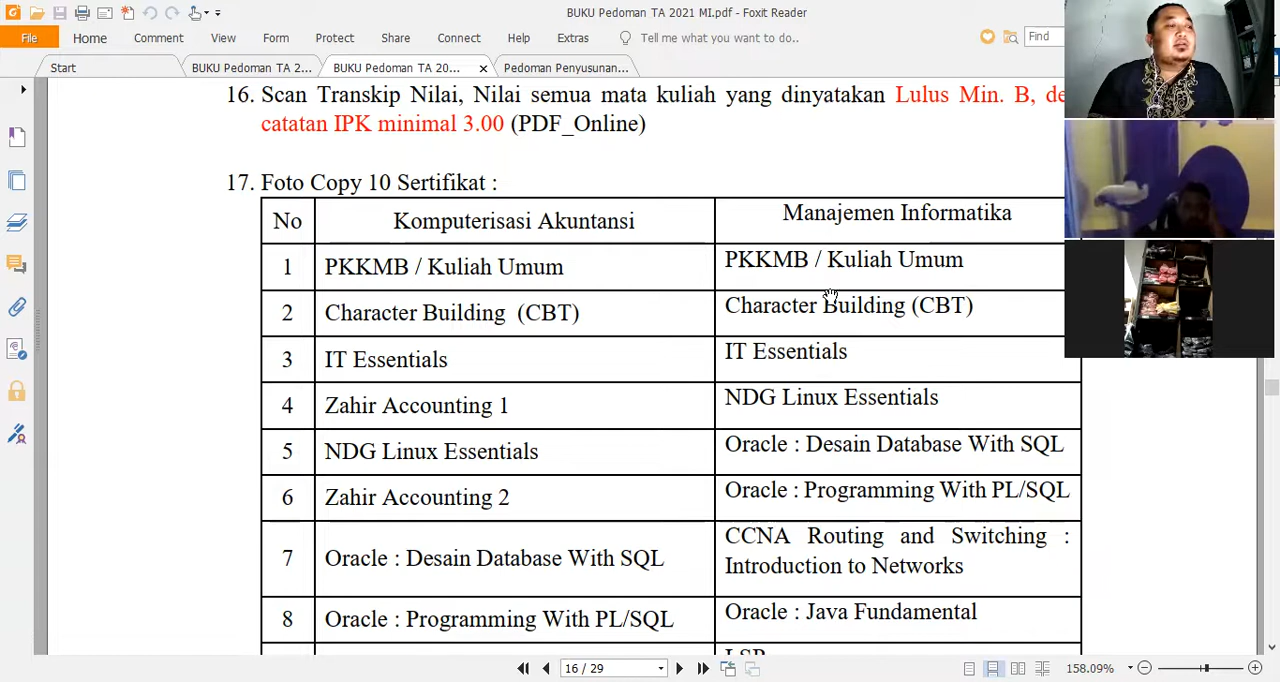 BUKU Pedoman TA 2021 MI.pdf - Foxit Reader
File Home Comment View Form Protect Share Connect Help Extras Tell me what you want to do.. Find
Start BUKU Pedoman TA 2... BUKU Pedoman TA 20... Pedoman Penyusunan...
16. Scan Transkip Nilai, Nilai semua mata kuliah yang dinyatakan Lulus Min. B, de
catatan IPK minimal 3.00 (PDF_Online)
17. Foto Copy 10 Sertifikat :
No Komputerisasi Akuntansi Manajemen Informatika
1 PKKMB / Kuliah Umum PKKMB / Kuliah Umum
2 Character Building (CBT) Character Building (CBT)
3 IT Essentials IT Essentials
4 Zahir Accounting 1 NDG Linux Essentials
5 NDG Linux Essentials Oracle : Desain Database With SQL
6 Zahir Accounting 2 Oracle : Programming With PL/SQL
7 Oracle : Desain Database With SQL CCNA Routing and Switching :
Introduction to Networks
8 Oracle : Programming With PL/SQL Oracle : Java Fundamental
16 / 29 158.09%